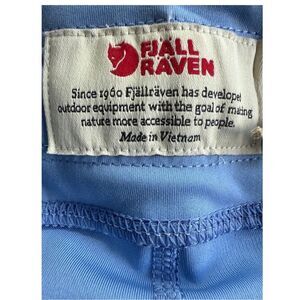 FJÄLL
RÄVEN
Since 1960 Fjällräven has developed
outdoor equipment with the goal of making
nature more accessible to people.
Made in Vietnam